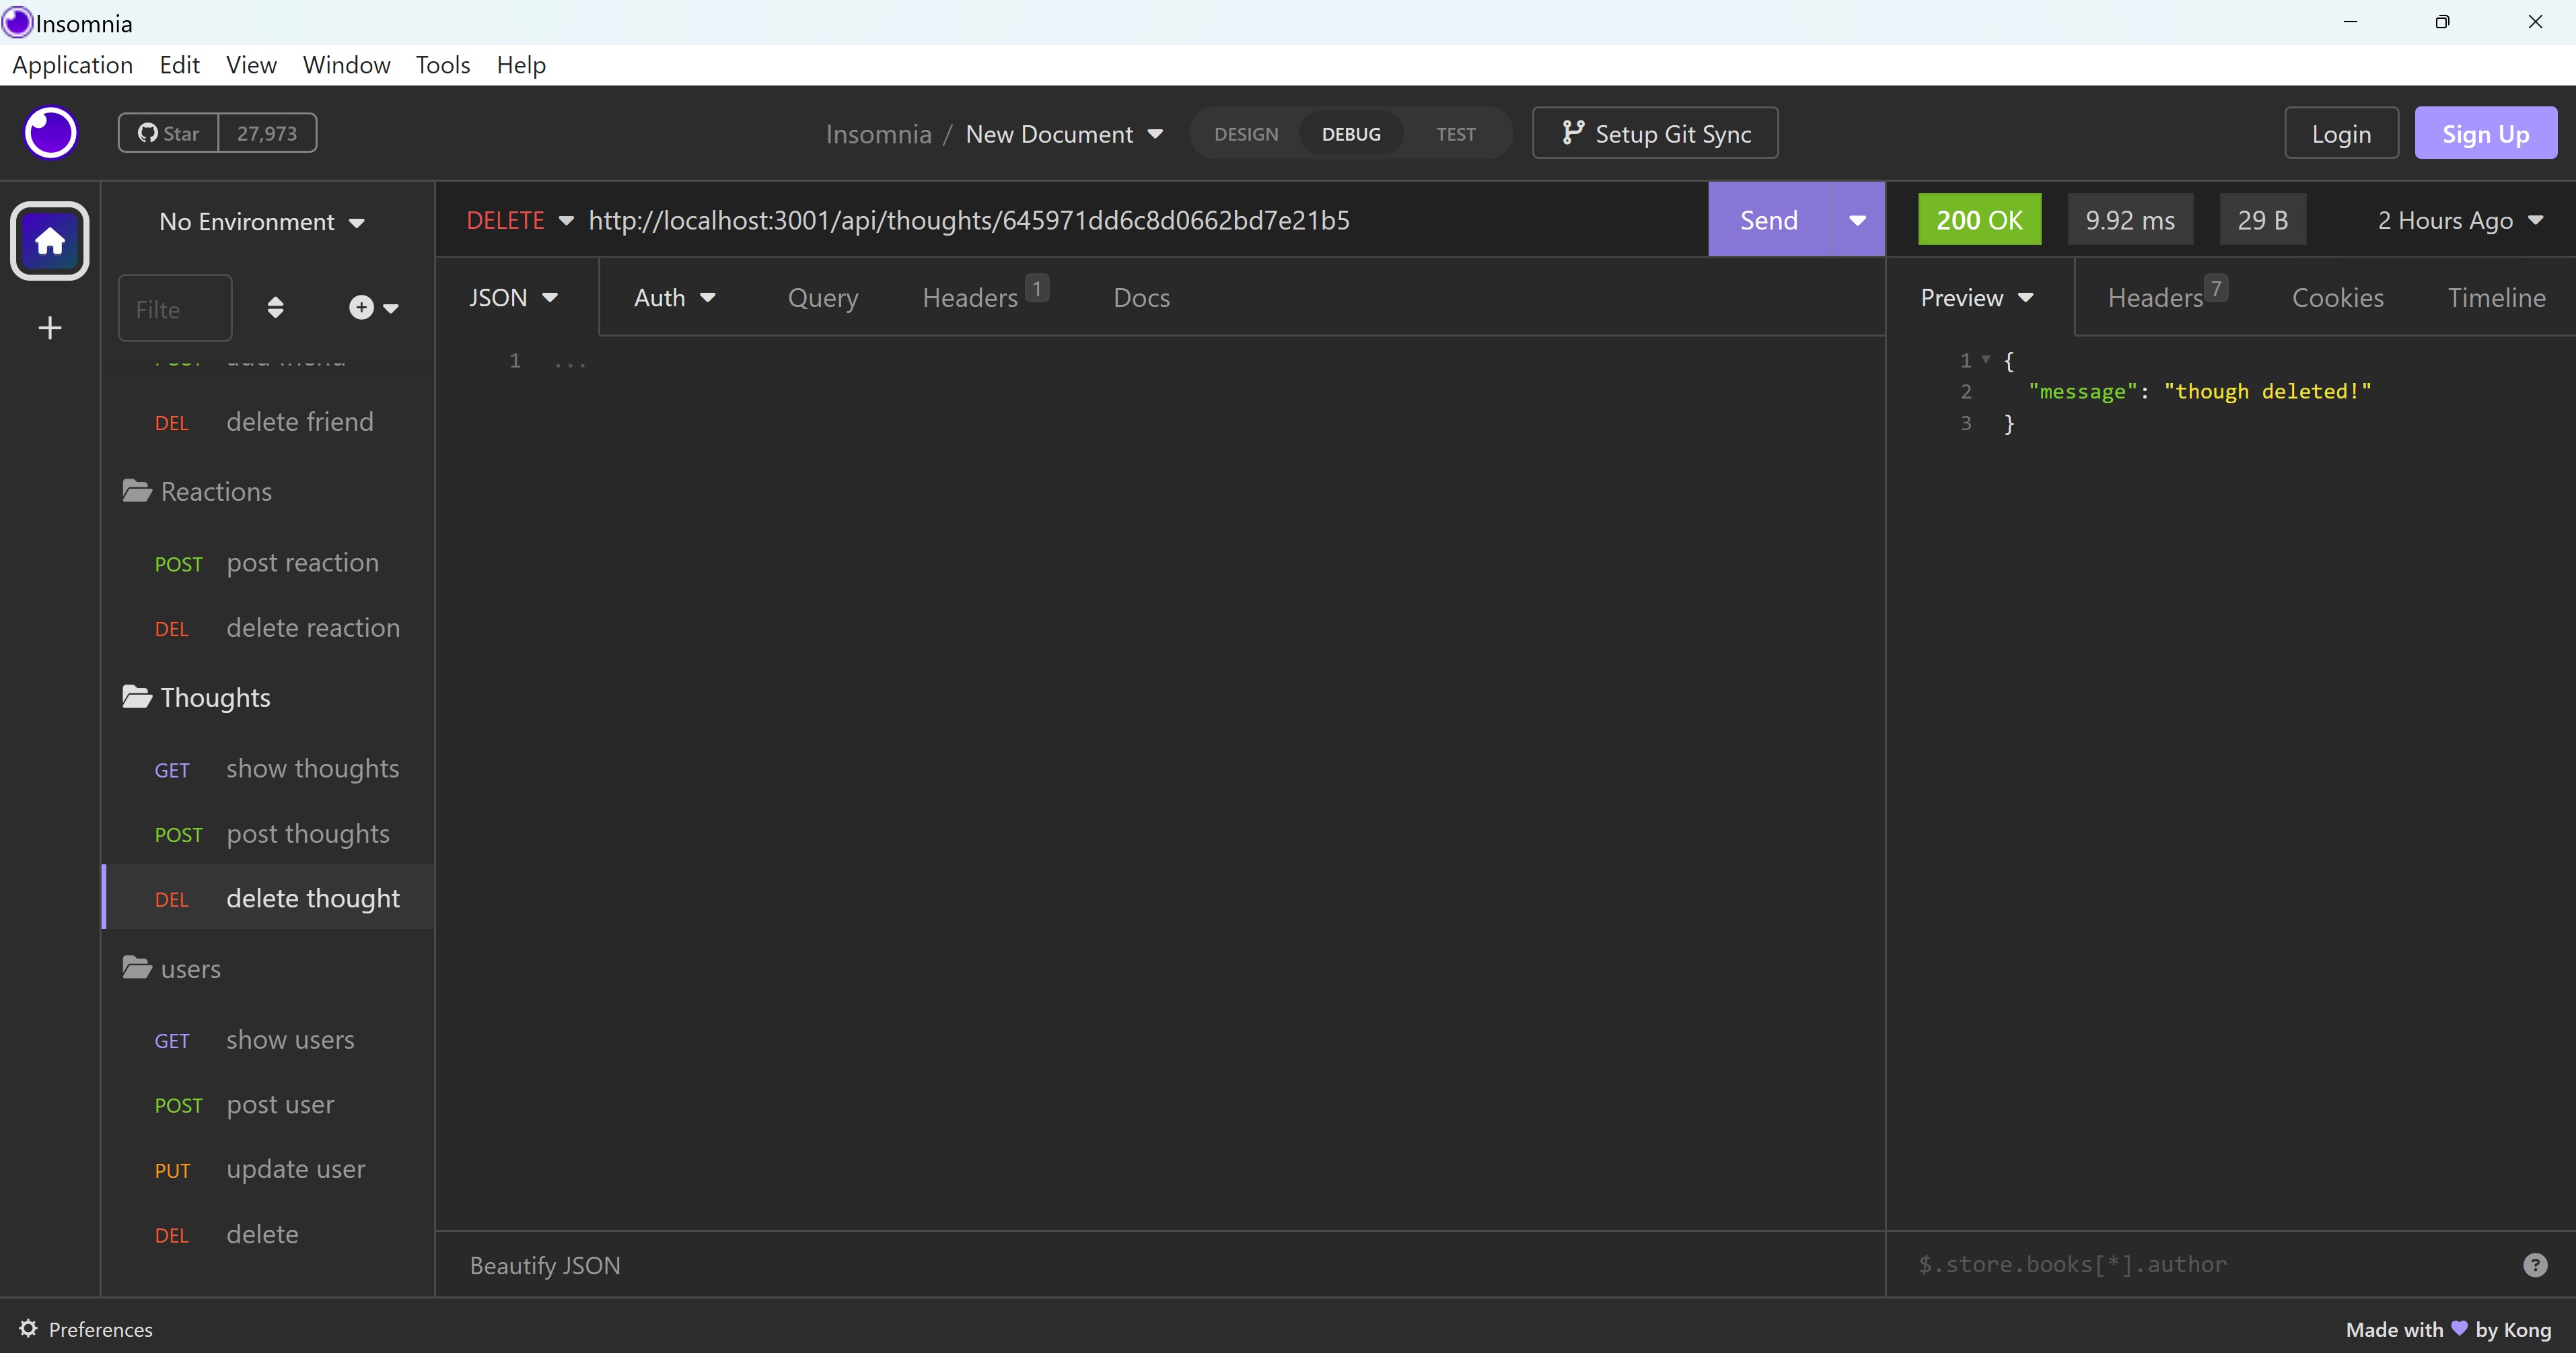 Insomnia
Application Edit View Window Tools Help
Star 27,973
Insomnia / New Document
DESIGN DEBUG TEST
Setup Git Sync
Login
Sign Up
No Environment
DELETE http://localhost:3001/api/thoughts/645971dd6c8d0662bd7e21b5
Send
200 OK 9.92 ms 29 B 2 Hours Ago
Filte
JSON Auth Query Headers 1 Docs
Preview Headers 7 Cookies Timeline
1 ...
1 {
2 "message": "though deleted!"
3 }
DEL delete friend
Reactions
POST post reaction
DEL delete reaction
Thoughts
GET show thoughts
POST post thoughts
DEL delete thought
users
GET show users
POST post user
PUT update user
DEL delete
Beautify JSON
$.store.books[*].author
Preferences
Made with by Kong